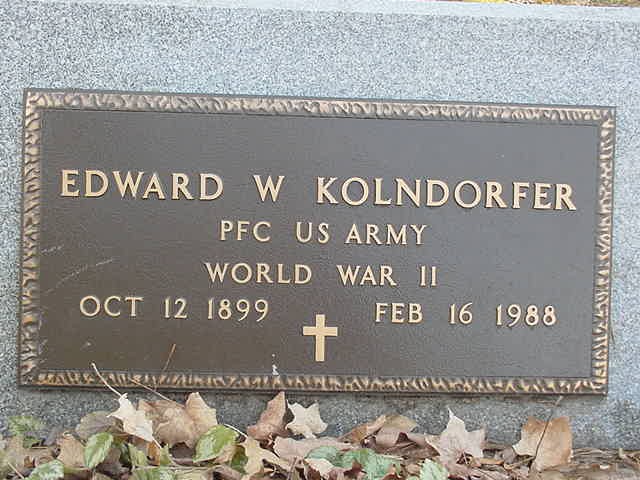 EDWARD W KOLNDORFER
PFC US ARMY
WORLD WAR II
OCT 12 1899 FEB 16 1988